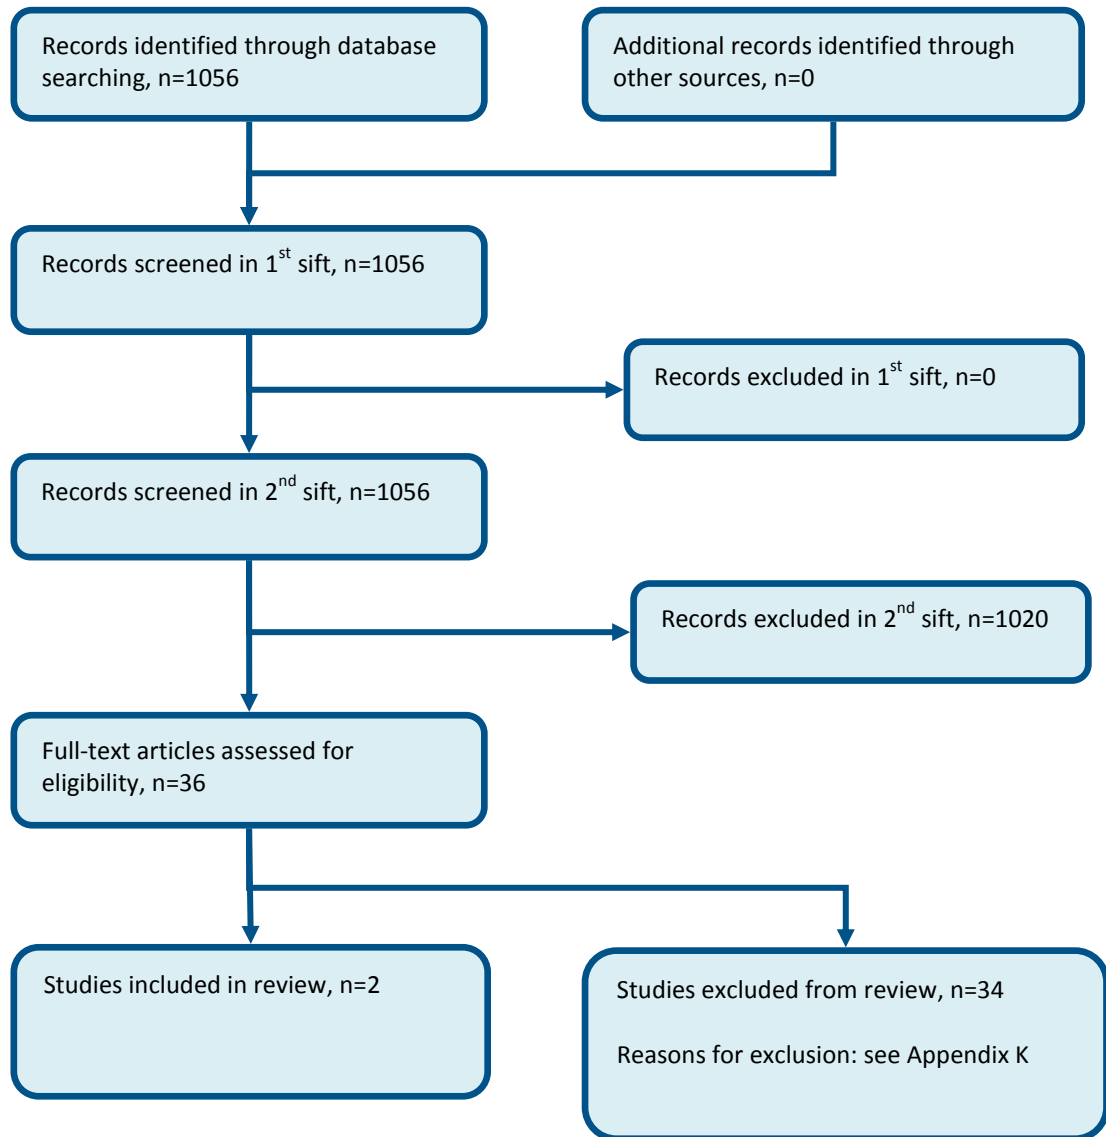 Records identified through database
searching, n=1056
Additional records identified through
other sources, n=0
Records screened in 1st sift, n=1056
Records excluded in 1st sift, n=0
Records screened in 2nd sift, n=1056
Records excluded in 2nd sift, n=1020
Full-text articles assessed for
eligibility, n=36
Studies included in review, n=2
Studies excluded from review, n=34
Reasons for exclusion: see Appendix K